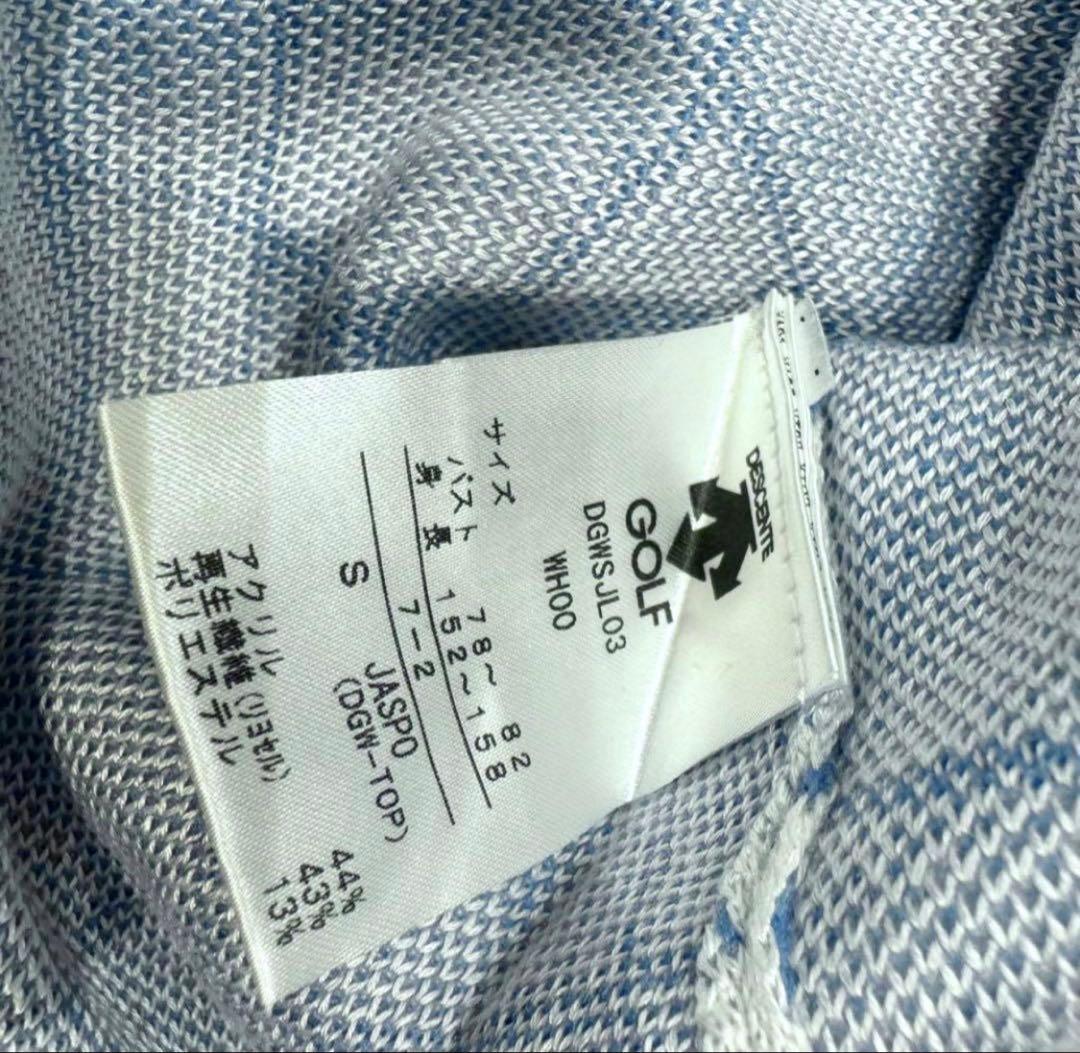 DESCENTE
GOLF
DGWSJL03
WH00
サイズ
バスト 78～82
身長 152～158
7-2
S JASPO
(DGW-TOP)
アクリル 44%
再生繊維(リヨセル) 43%
ポリエステル 13%